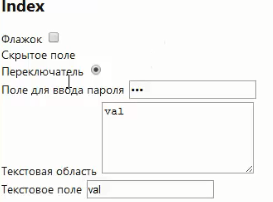 Index
Флажок
Скрытое поле
Переключатель
Поле для ввода пароля •••
val
Текстовая область
Текстовое поле val